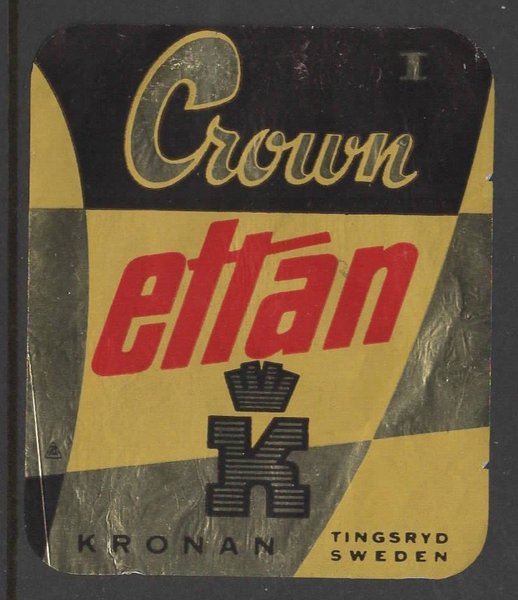 I
Crown
ettan
K
KRONAN
TINGSRYD
SWEDEN